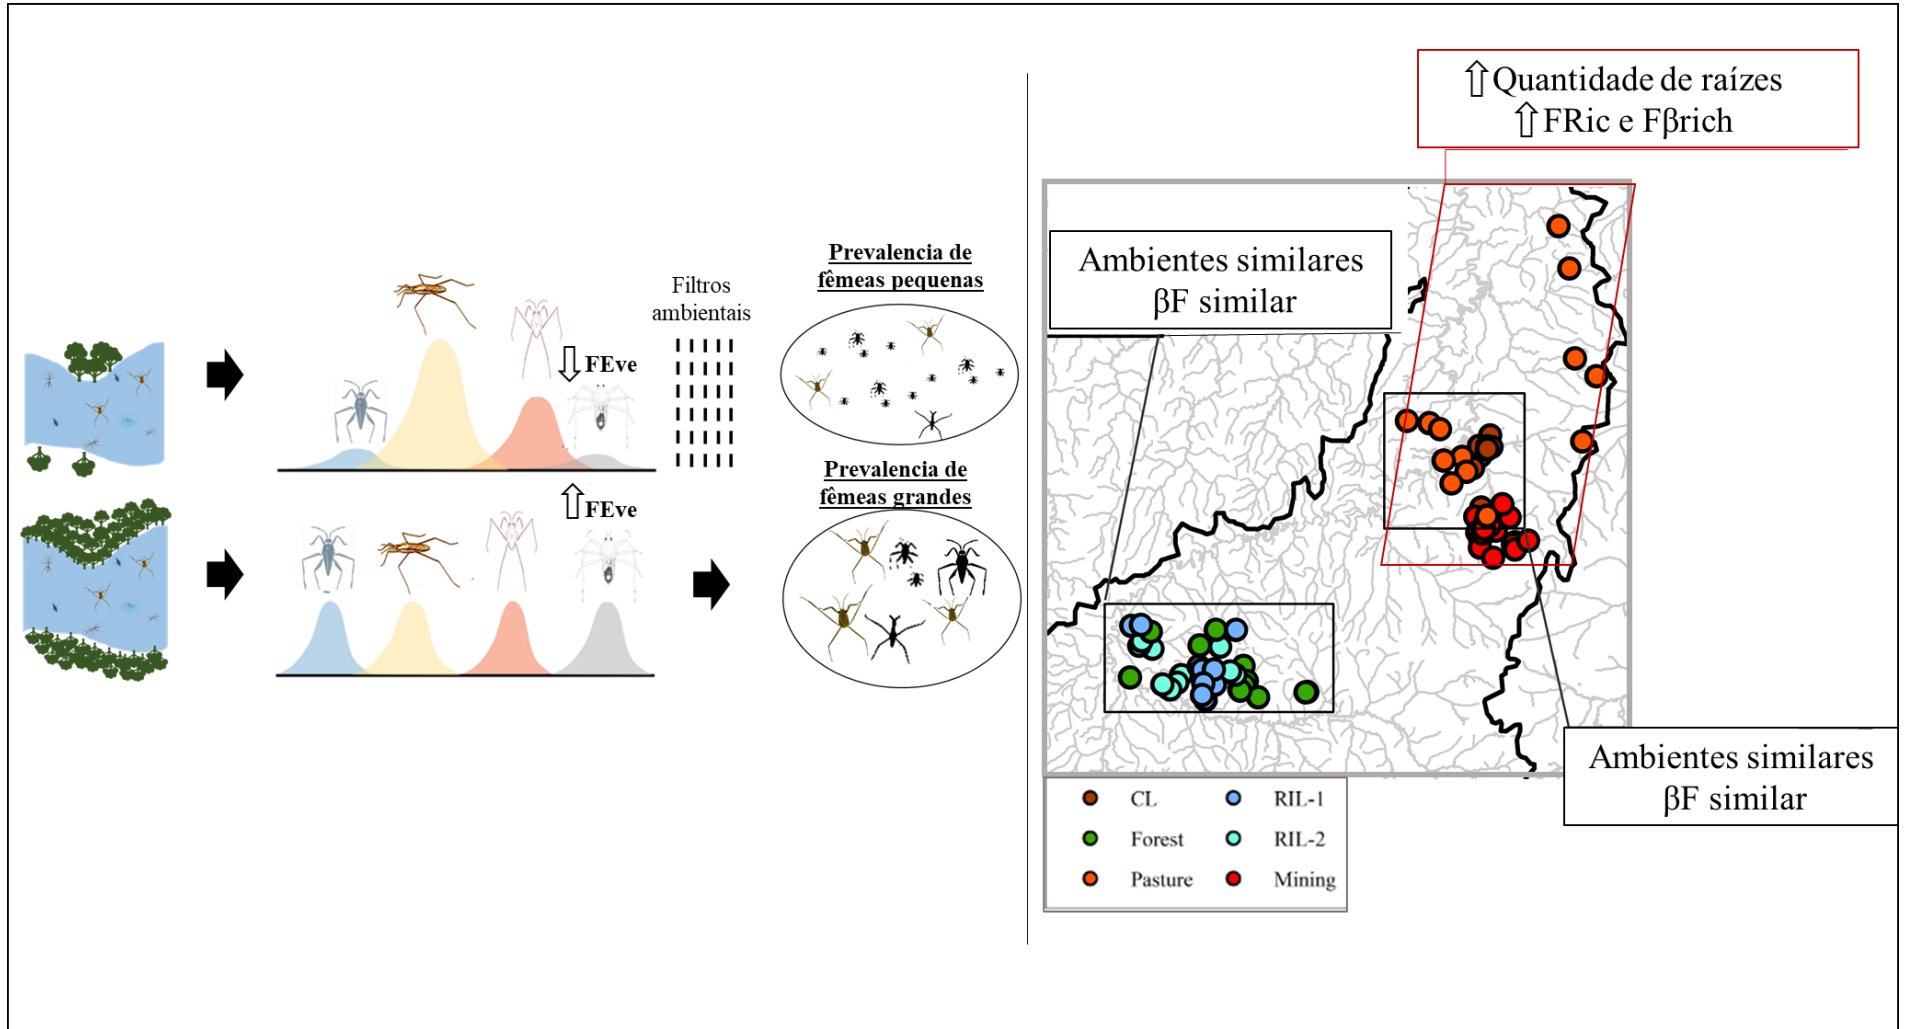 Prevalencia de
fêmeas pequenas
Filtros
ambientais
FEve
Prevalencia de
fêmeas grandes
FEve
Quantidade de raízes
FRic e Fβrich
Ambientes similares
βF similar
Ambientes similares
βF similar
CL
RIL-1
Forest
RIL-2
Pasture
Mining